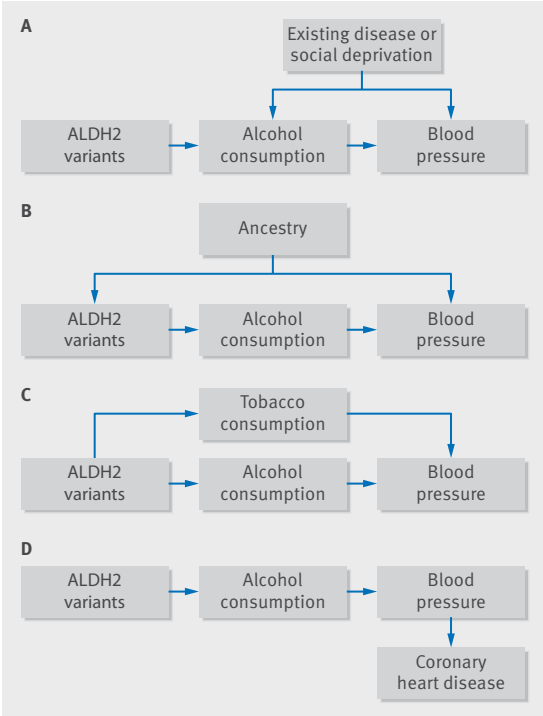 A
Existing disease or
social deprivation
ALDH2
variants
Alcohol
consumption
Blood
pressure
B
Ancestry
ALDH2
variants
Alcohol
consumption
Blood
pressure
C
Tobacco
consumption
ALDH2
variants
Alcohol
consumption
Blood
pressure
D
ALDH2
variants
Alcohol
consumption
Blood
pressure
Coronary
heart disease